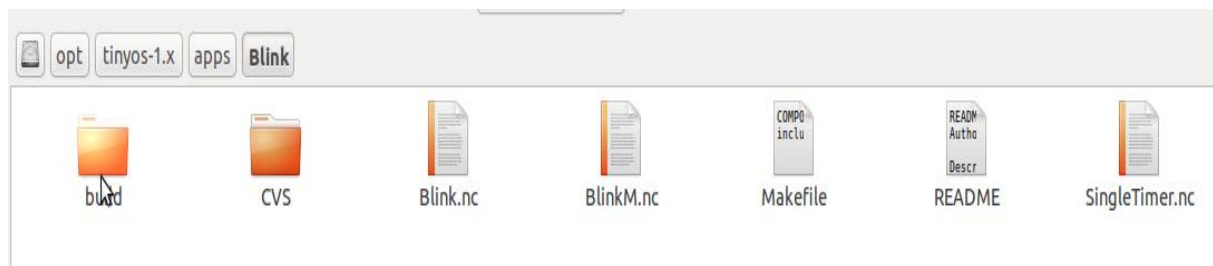 opt tinyos-1.x apps Blink
COMPO READM
inclu Autho
Descr
build CVS Blink.nc BlinkM.nc Makefile README SingleTimer.nc